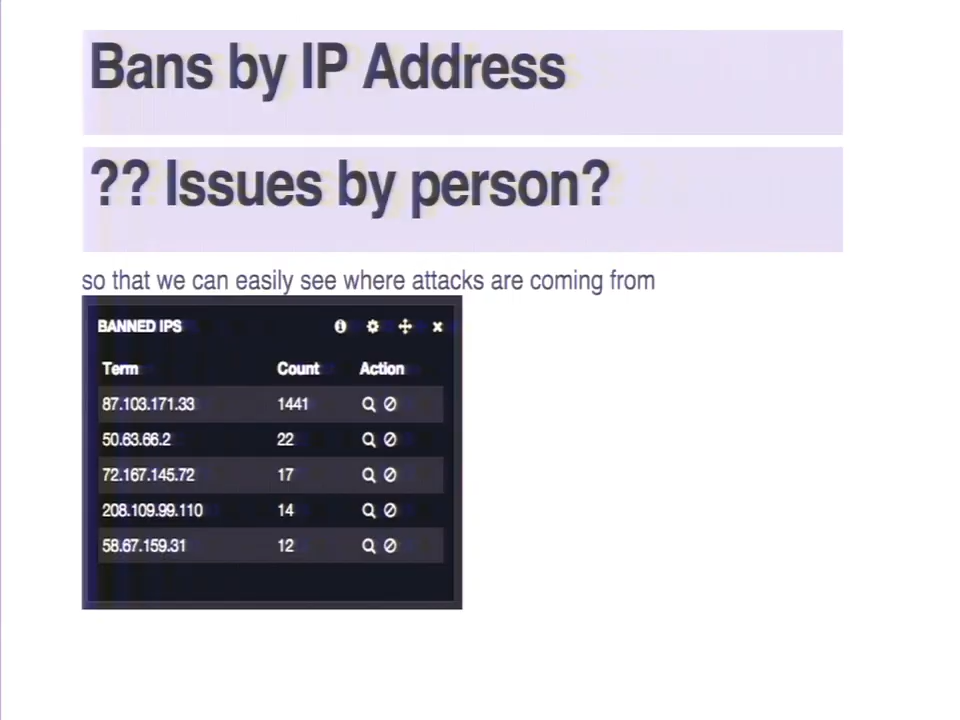 Bans by IP Address
?? Issues by person?
so that we can easily see where attacks are coming from
BANNED IPS
Term Count Action
87.103.171.33 1441
50.63.66.2 22
72.167.145.72 17
208.109.99.110 14
58.67.159.31 12